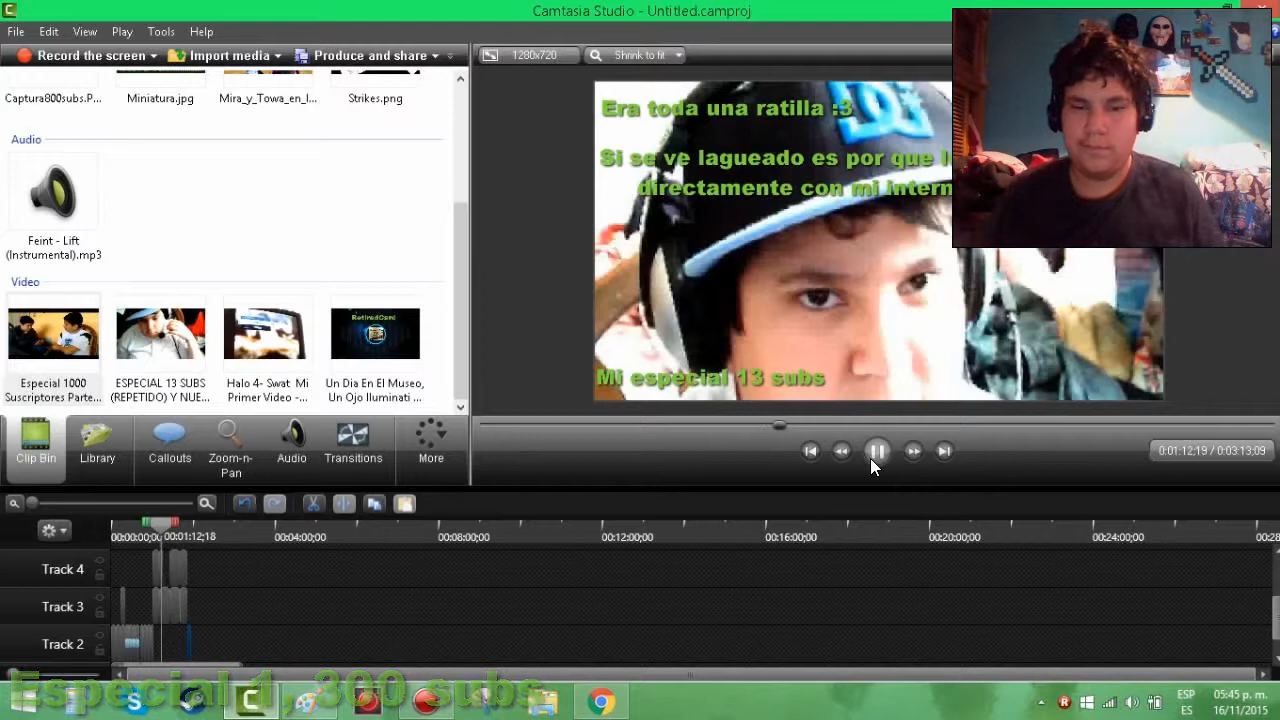 Camtasia Studio - Untitled.camproj
File Edit View Play Tools Help
Record the screen Import media Produce and share
1280x720 Shrink to fit
Captura800subs.P... Miniatura.jpg Mira_y_Towa_en_l... Strikes.png
Audio
Feint - Lift
(Instrumental).mp3
Video
RetiredCami
Especial 1000
Suscriptores Parte...
ESPECIAL 13 SUBS
(REPETIDO) Y NUE...
Halo 4- Swat Mi
Primer Video -...
Un Dia En El Museo,
Un Ojo Iluminati ...
Era toda una ratilla :3
Si se ve lagueado es por que l
directamente con mi intern
Mi especial 13 subs
Clip Bin Library Callouts Zoom-n-
Pan Audio Transitions More
0:01:12;19 / 0:03:13;09
00:00:00;00 00:01:12;18 00:04:00;00 00:08:00;00 00:12:00;00 00:16:00;00 00:20:00;00 00:24:00;00 00:28
Track 4
Track 3
Track 2
Especial 1, 300 subs
ESP
ES
05:45 p. m.
16/11/2015